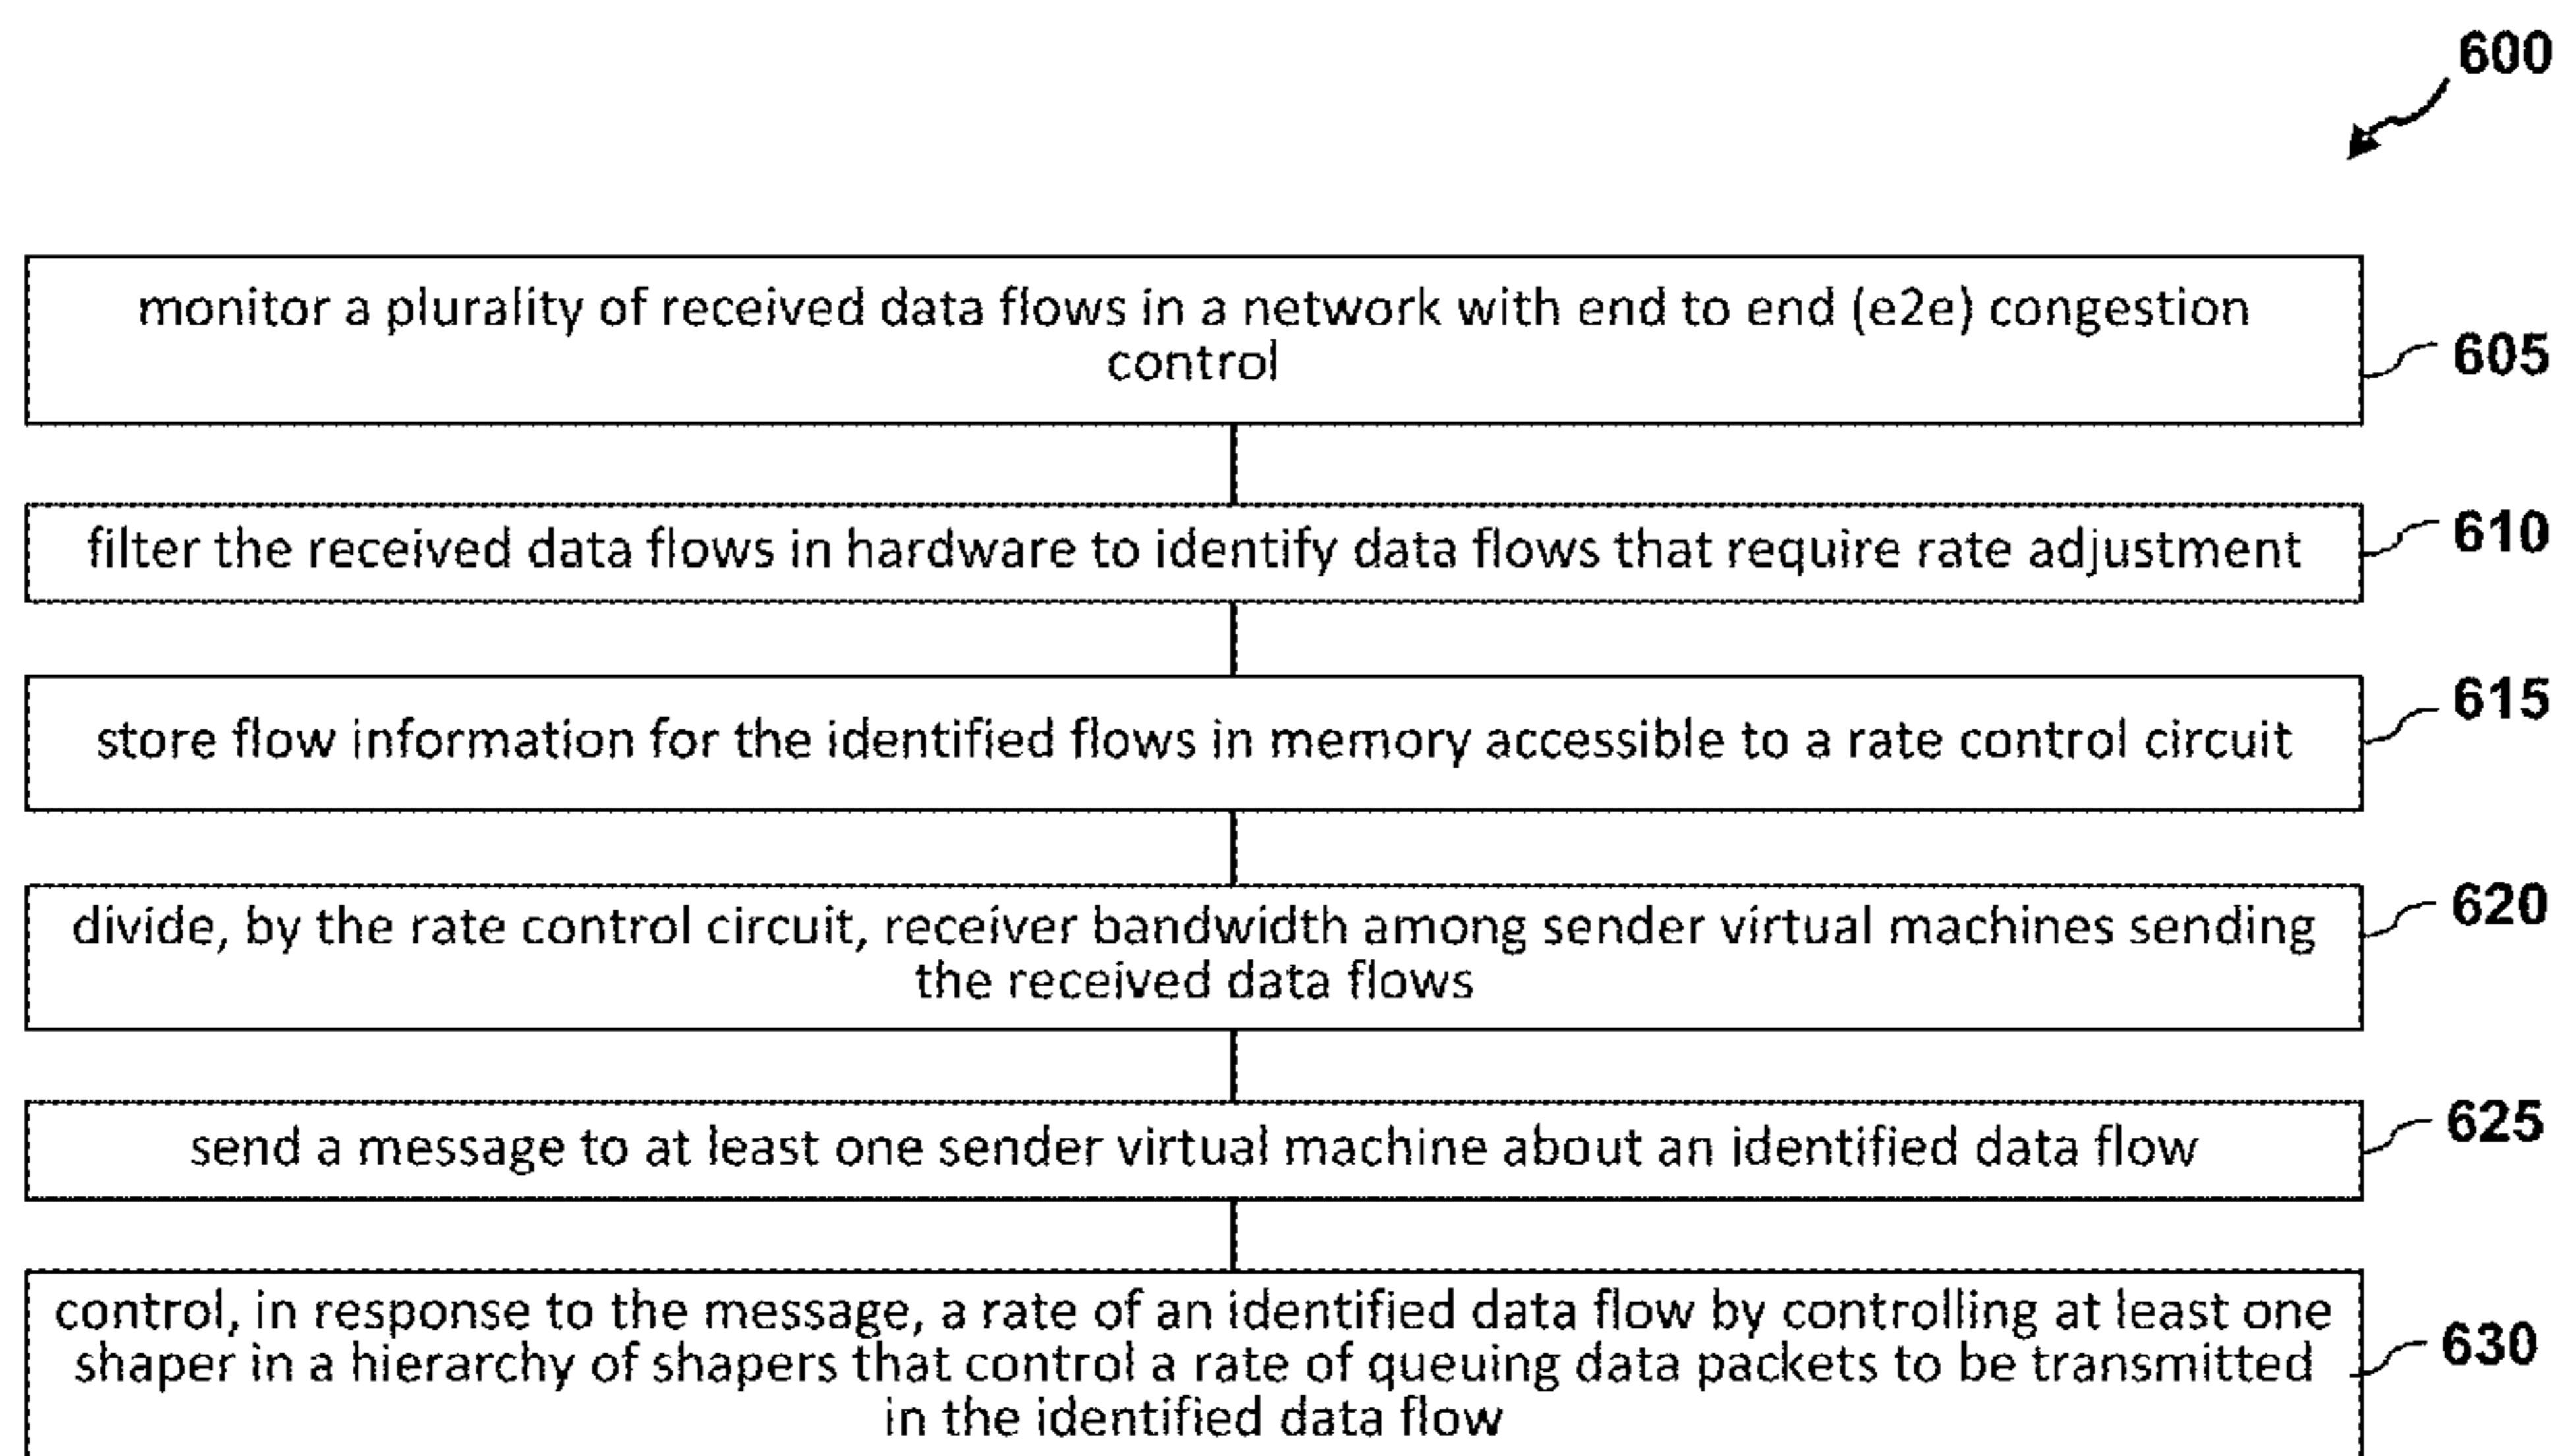 600
monitor a plurality of received data flows in a network with end to end (e2e) congestion
control
605
filter the received data flows in hardware to identify data flows that require rate adjustment
610
store flow information for the identified flows in memory accessible to a rate control circuit
615
divide, by the rate control circuit, receiver bandwidth among sender virtual machines sending
the received data flows
620
send a message to at least one sender virtual machine about an identified data flow
625
control, in response to the message, a rate of an identified data flow by controlling at least one
shaper in a hierarchy of shapers that control a rate of queuing data packets to be transmitted
in the identified data flow
630